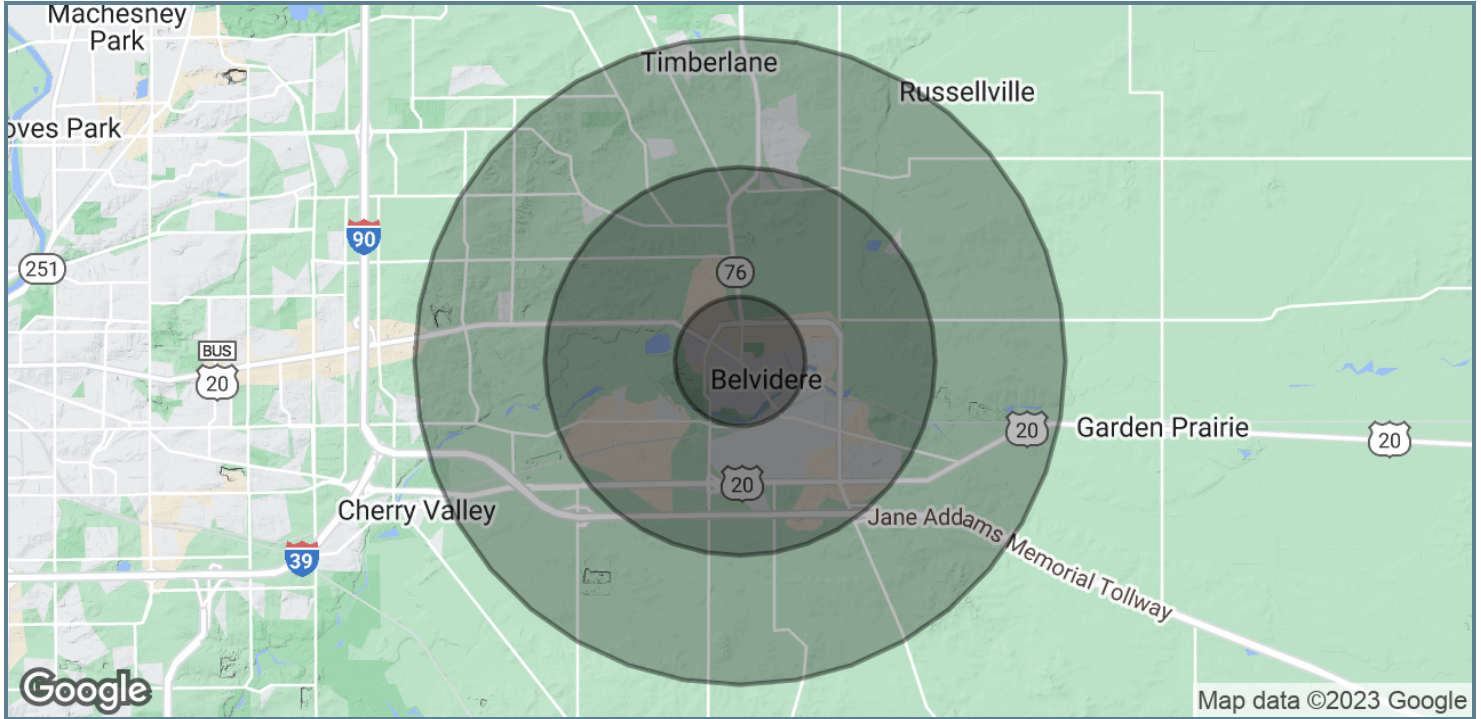 Machesney
Park
Timberlane
Russellville
oves Park
90
251
76
BUS
20
Belvidere
20
Garden Prairie
20
20
Cherry Valley
Jane Addams Memorial Tollway
39
Google
Map data ©2023 Google